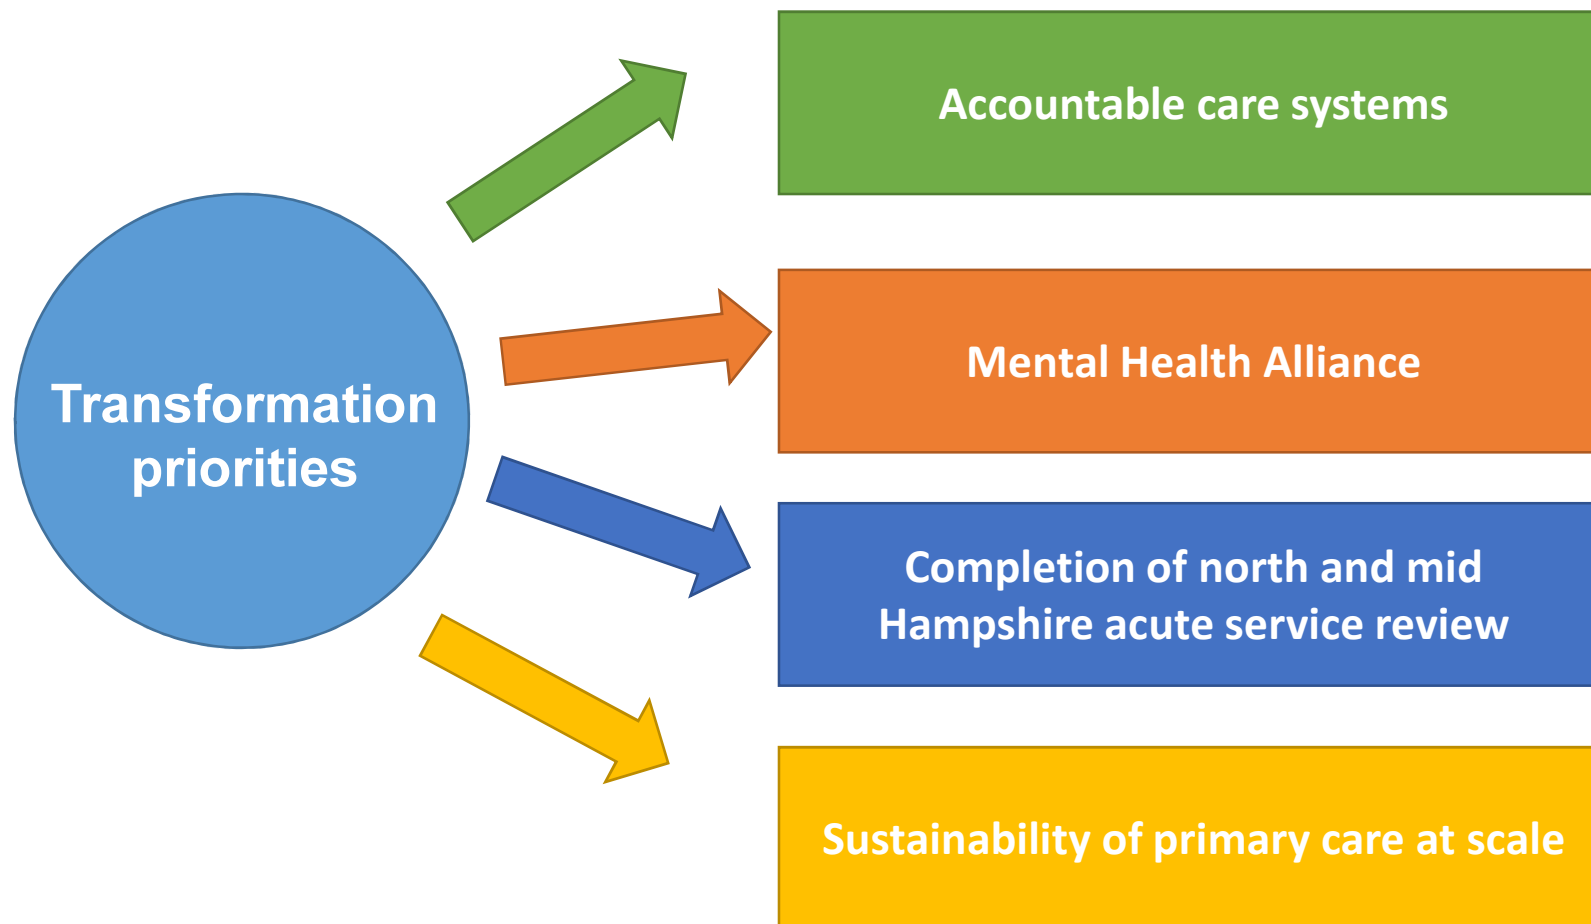 Transformation
priorities
Accountable care systems
Mental Health Alliance
Completion of north and mid
Hampshire acute service review
Sustainability of primary care at scale